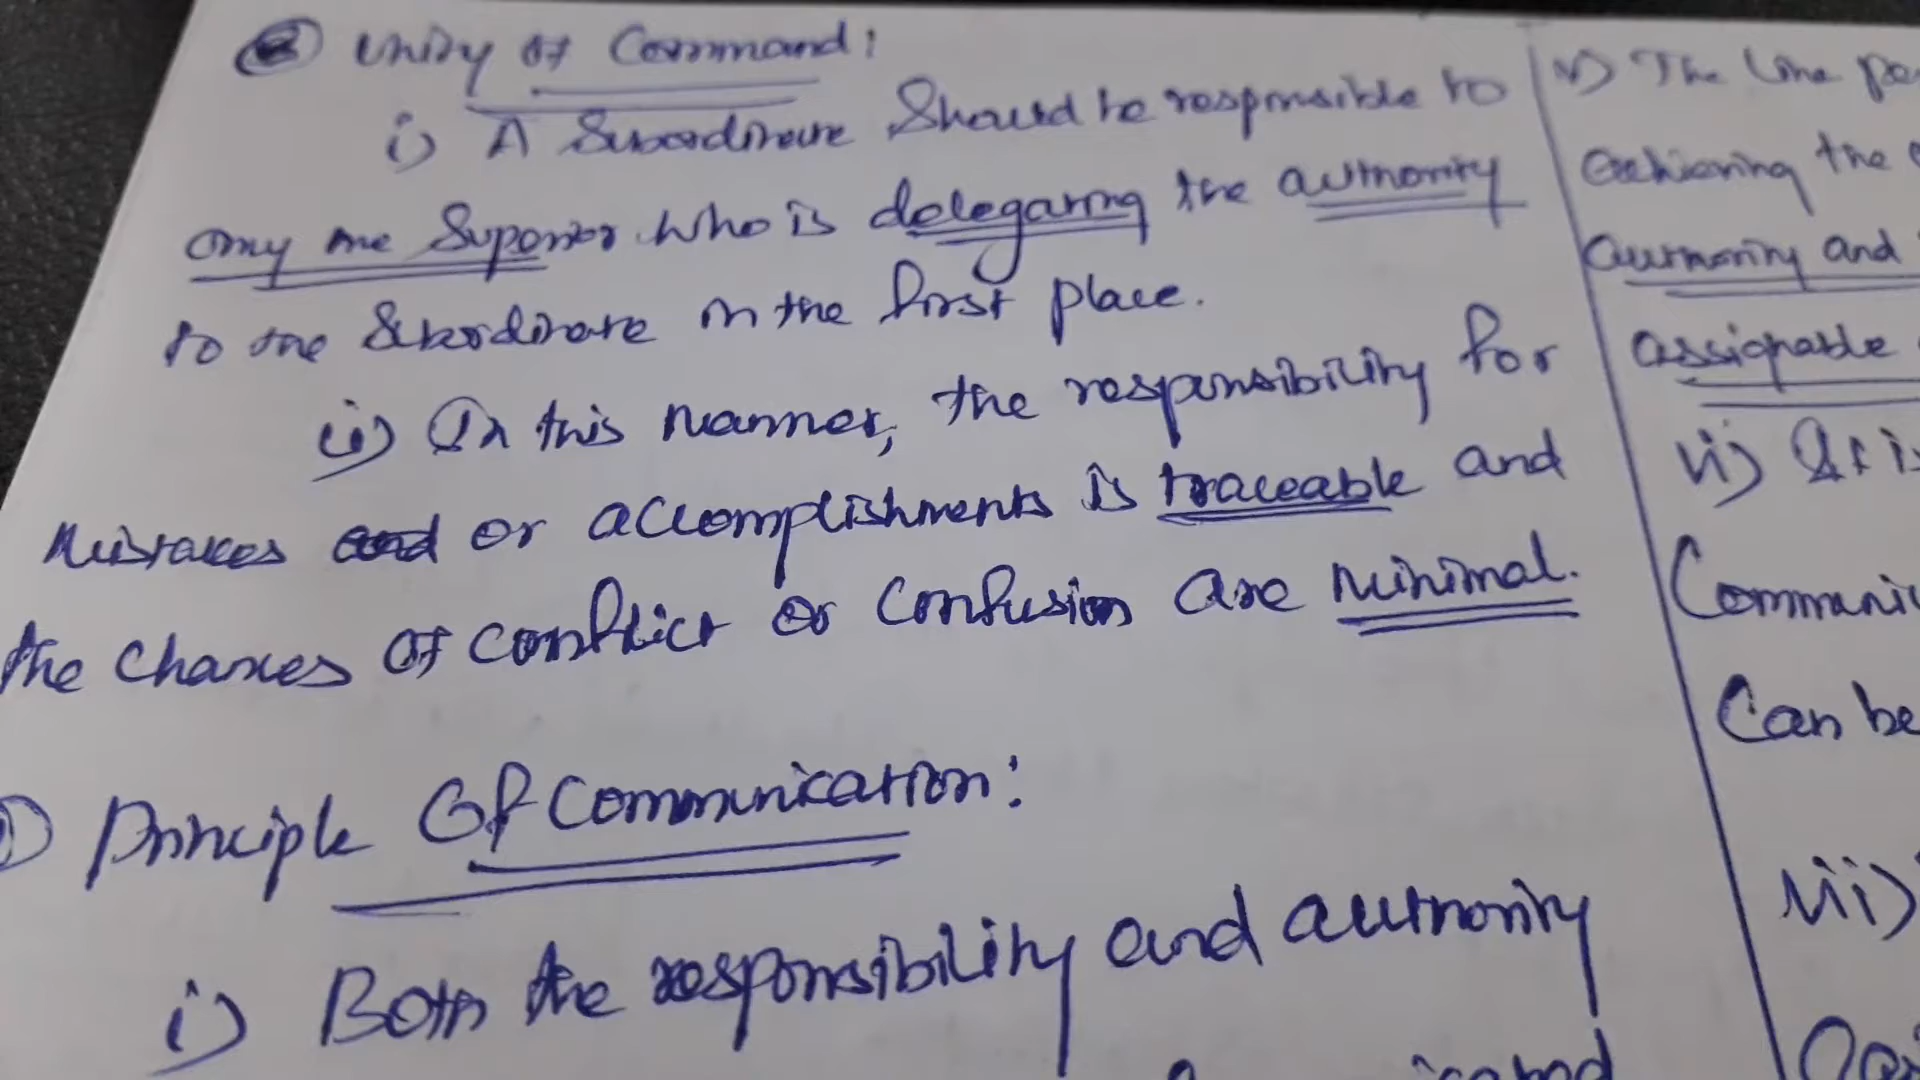 Unity of Command:
i) A Subordinate Should be responsible to
only one Superior who is delegating the authority
to the Subordinate in the first place.
ii) In this manner, the responsibility for
Mistakes or accomplishments is traceable and
the chances of conflict or confusion are minimal.
Principle Of Communication:
i) Both the responsibility and authority
v) The line
achieving the
authority and
assignable
vi) It is
Can be
vii)